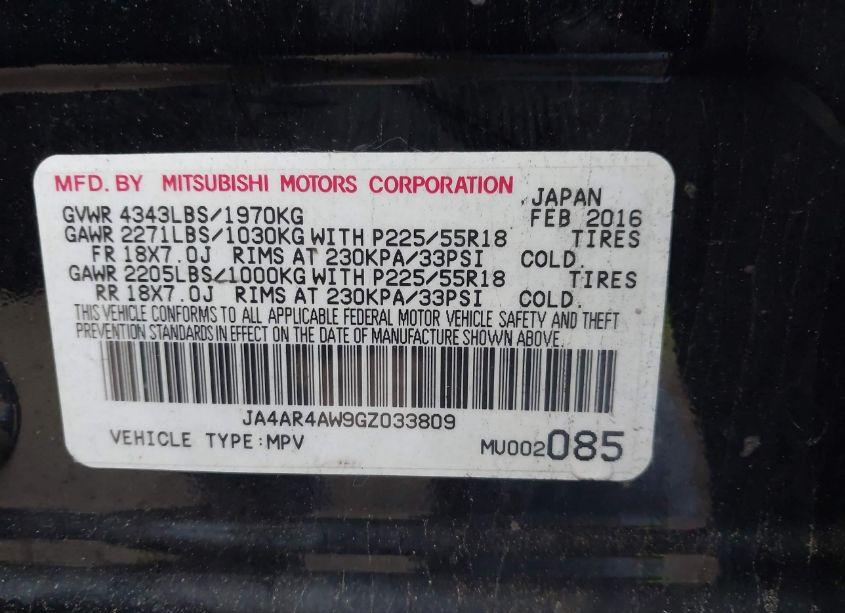 MFD. BY MITSUBISHI MOTORS CORPORATION JAPAN
GVWR 4343LBS/1970KG FEB 2016
GAWR 2271LBS/1030KG WITH P225/55R18 TIRES
FR 18X7.0J RIMS AT 230KPA/33PSI COLD.
GAWR 2205LBS/1000KG WITH P225/55R18 TIRES
RR 18X7.0J RIMS AT 230KPA/33PSI COLD.
THIS VEHICLE CONFORMS TO ALL APPLICABLE FEDERAL MOTOR VEHICLE SAFETY AND THEFT
PREVENTION STANDARDS IN EFFECT ON THE DATE OF MANUFACTURE SHOWN ABOVE.
JA4AR4AW9GZ033809
VEHICLE TYPE:MPV MU002085